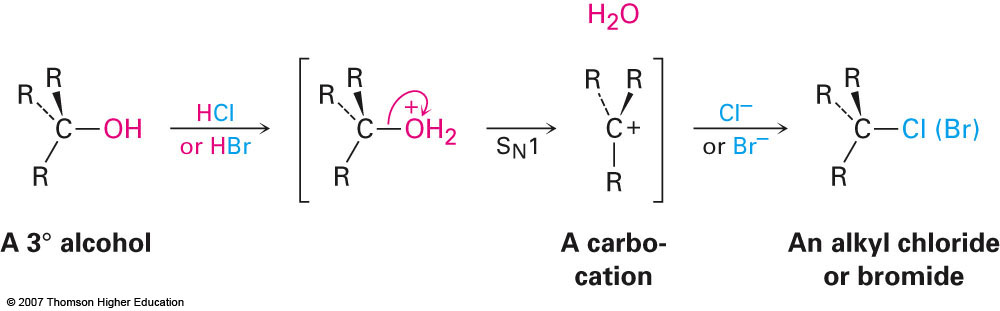 H2O
R R
C—OH
R
HCl
or HBr
R R
C—OH2
+
R
SN1
R R
C+
R
Cl–
or Br–
R R
C—Cl (Br)
R
A 3° alcohol
A carbo-
cation
An alkyl chloride
or bromide
© 2007 Thomson Higher Education